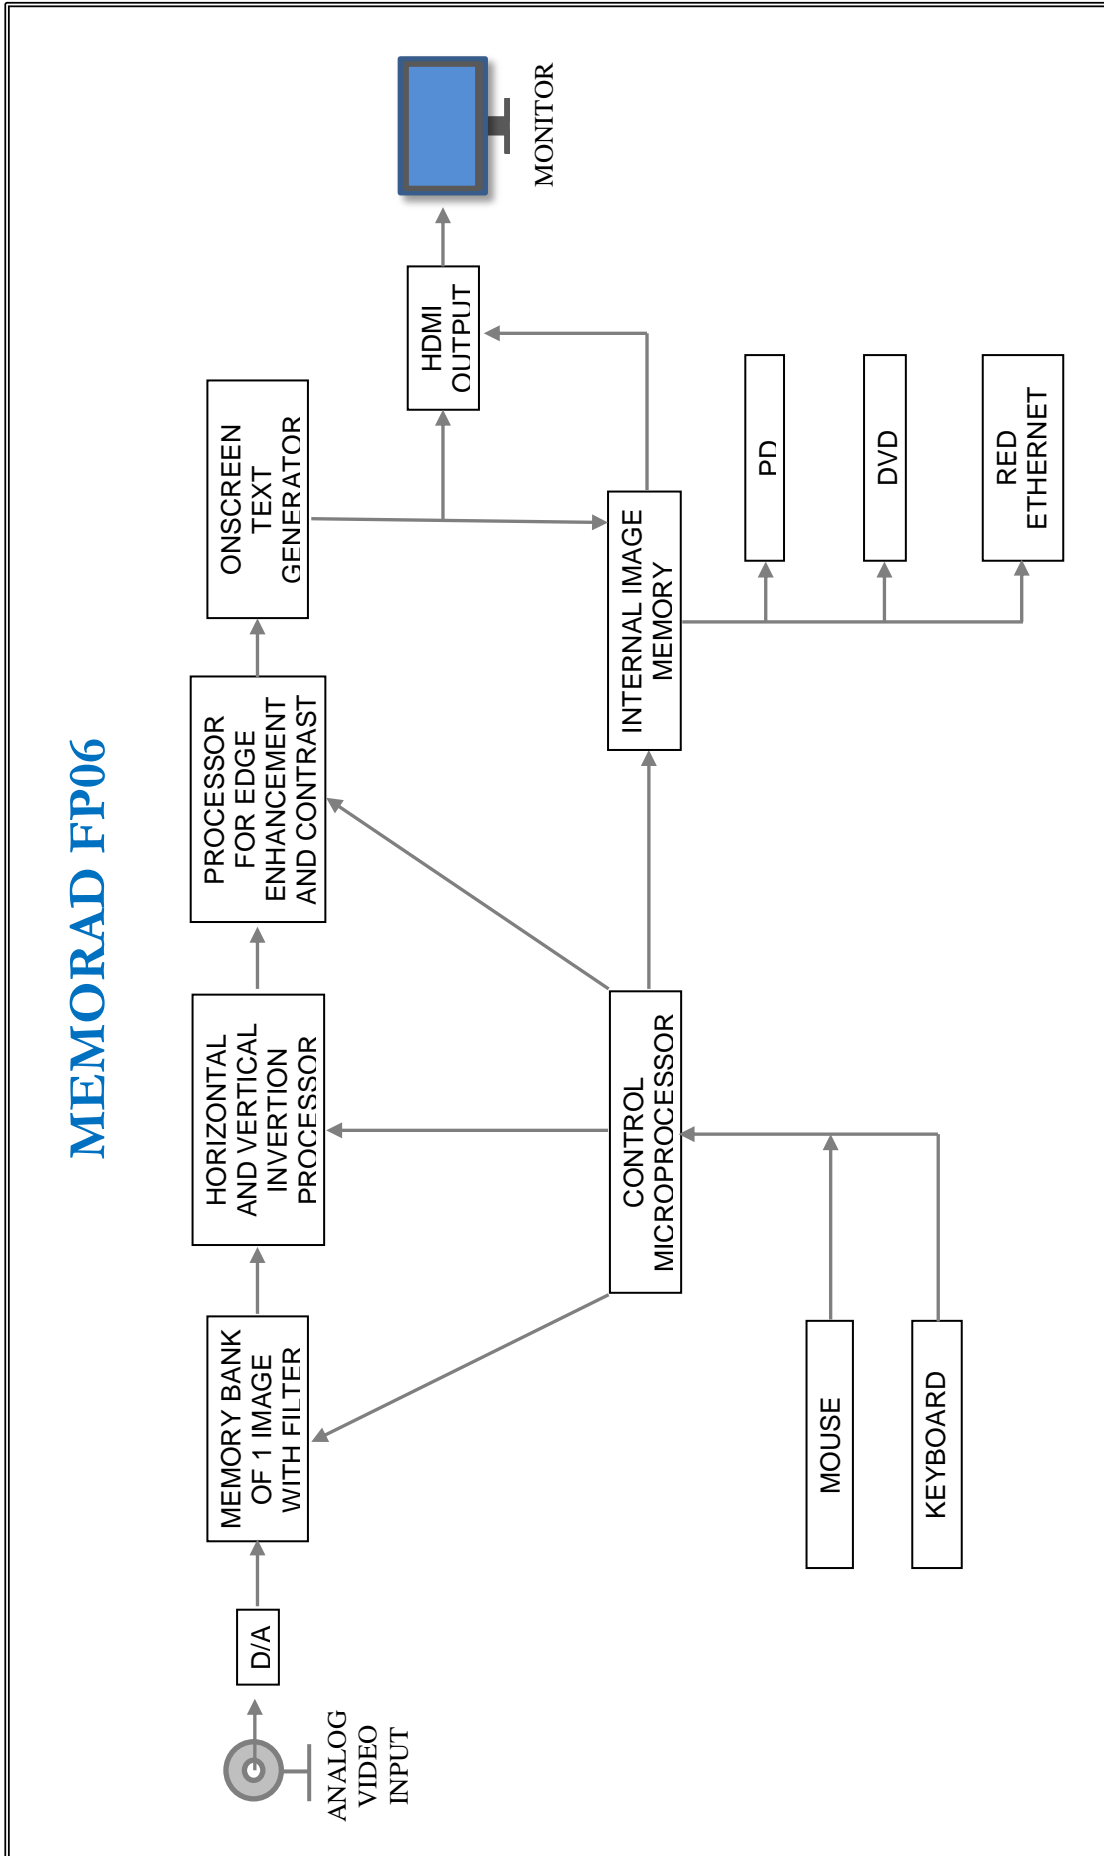 MEMORAD FP06
ANALOG
VIDEO
INPUT
D/A
MEMORY BANK
OF 1 IMAGE
WITH FILTER
HORIZONTAL
AND VERTICAL
INVERTION
PROCESSOR
PROCESSOR
FOR EDGE
ENHANCEMENT
AND CONTRAST
ONSCREEN
TEXT
GENERATOR
HDMI
OUTPUT
MONITOR
CONTROL
MICROPROCESSOR
INTERNAL IMAGE
MEMORY
MOUSE
KEYBOARD
PD
DVD
RED
ETHERNET